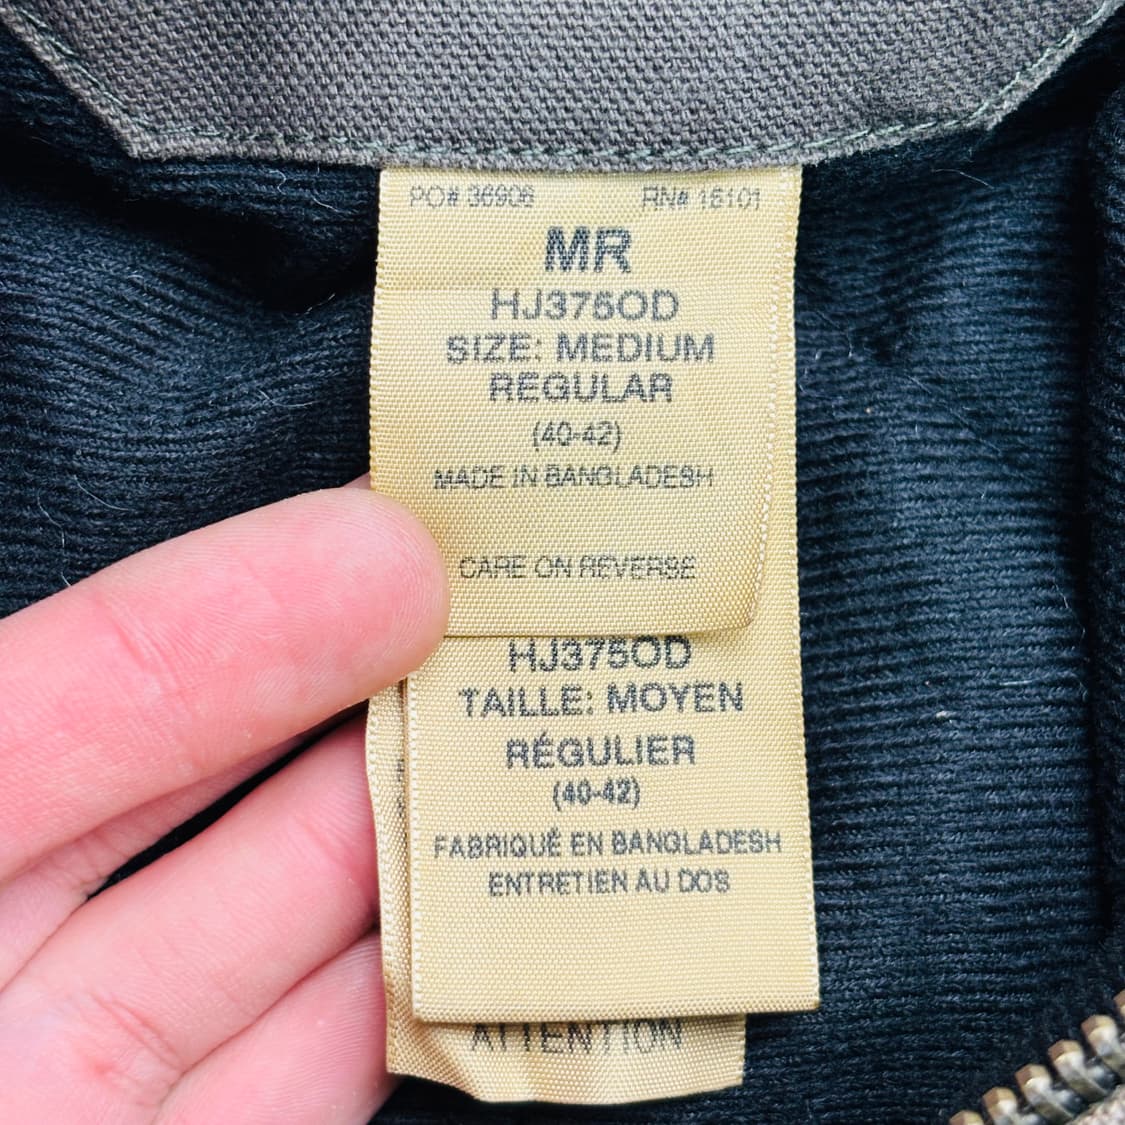 PO# 36906 RN# 15101
MR
HJ375OD
SIZE: MEDIUM
REGULAR
(40-42)
MADE IN BANGLADESH
CARE ON REVERSE
HJ375OD
TAILLE: MOYEN
RÉGULIER
(40-42)
FABRIQUÉ EN BANGLADESH
ENTRETIEN AU DOS
ATTENTION